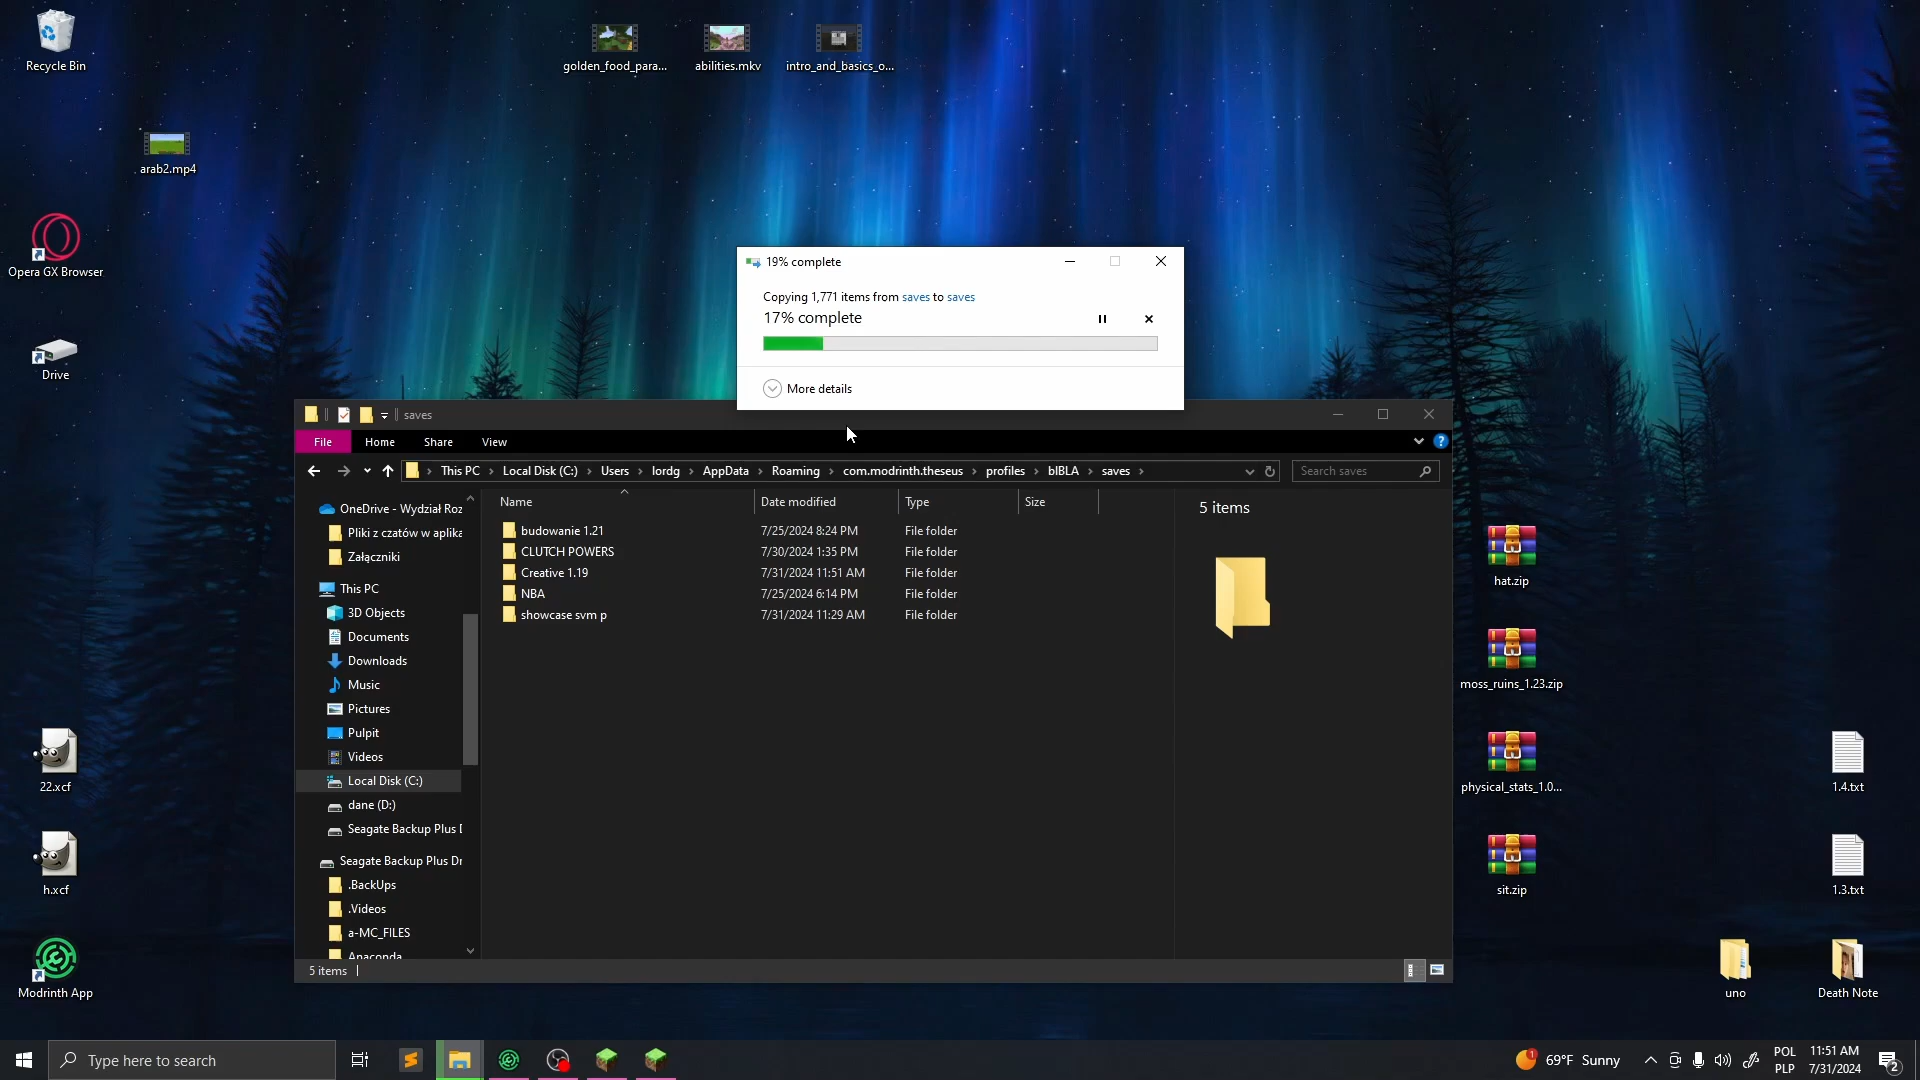 Recycle Bin
golden_food_para...
abilities.mkv
intro_and_basics_o...
arab2.mp4
Opera GX Browser
Drive
22.xcf
h.xcf
Modrinth App
19% complete
Copying 1,771 items from saves to saves
17% complete
More details
saves
File
Home
Share
View
This PC
Local Disk (C:)
Users
lordg
AppData
Roaming
com.modrinth.theseus
profiles
bIBLA
saves
Search saves
OneDrive - Wydział Roz
Pliki z czatów w aplika
Załączniki
This PC
3D Objects
Documents
Downloads
Music
Pictures
Pulpit
Videos
Local Disk (C:)
dane (D:)
Seagate Backup Plus D
Seagate Backup Plus Dr
.BackUps
.Videos
a-MC_FILES
Anaconda
Name Date modified Type Size
budowanie 1.21 7/25/2024 8:24 PM File folder
CLUTCH POWERS 7/30/2024 1:35 PM File folder
Creative 1.19 7/31/2024 11:51 AM File folder
NBA 7/25/2024 6:14 PM File folder
showcase svm p 7/31/2024 11:29 AM File folder
5 items
5 items
hat.zip
moss_ruins_1.23.zip
physical_stats_1.0...
sit.zip
1.4.txt
1.3.txt
uno
Death Note
Type here to search
69°F Sunny
POL
PLP
11:51 AM
7/31/2024
2